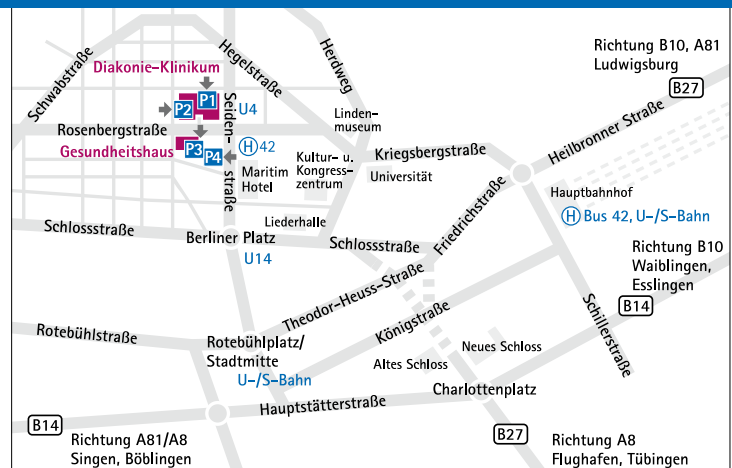 Richtung B10, A81
Ludwigsburg
B27
Schwabstraße
Hegelstraße
Herdweg
Diakonie-Klinikum
P1
P2
U4
Seiden-
straße
Linden-
museum
Heilbronner Straße
Rosenbergstraße
Gesundheitshaus
P3
P4
H 42
Maritim
Hotel
Kultur- u.
Kongress-
zentrum
Kriegsbergstraße
Universität
Hauptbahnhof
H Bus 42, U-/S-Bahn
Friedrichstraße
Schlossstraße
Liederhalle
Berliner Platz
U14
Schlossstraße
Richtung B10
Waiblingen,
Esslingen
B14
Theodor-Heuss-Straße
Königstraße
Schillerstraße
Rotebühlstraße
Rotebühlplatz/
Stadtmitte
U-/S-Bahn
Neues Schloss
Altes Schloss
Charlottenplatz
Hauptstätterstraße
B14
Richtung A81/A8
Singen, Böblingen
B27
Richtung A8
Flughafen, Tübingen